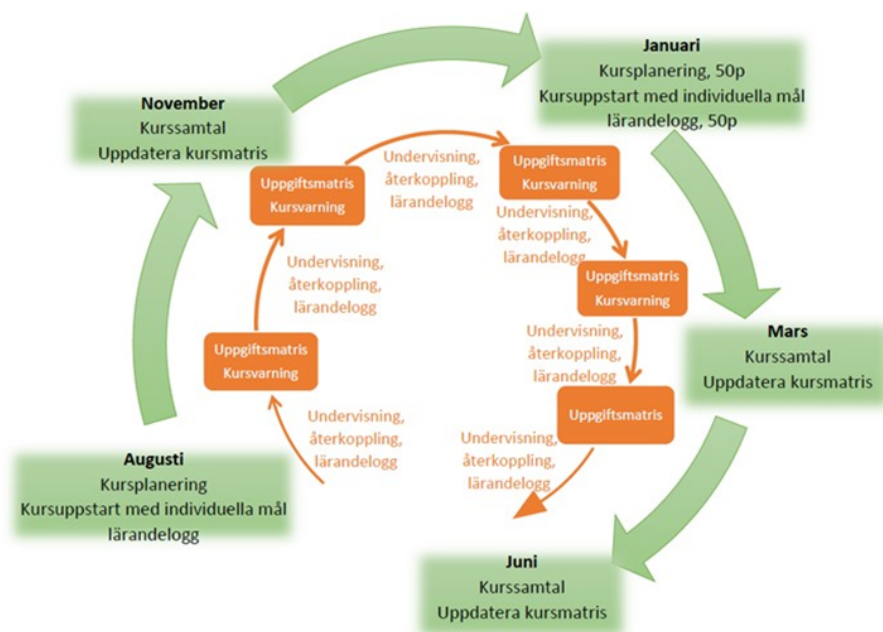 Januari
Kursplanering, 50p
Kursuppstart med individuella mål
lärandelogg, 50p
November
Kurssamtal
Uppdatera kursmatris
Undervisning,
återkoppling,
lärandelogg
Uppgiftsmatris
Kursvarning
Uppgiftsmatris
Kursvarning
Undervisning,
återkoppling,
lärandelogg
Undervisning,
återkoppling,
lärandelogg
Uppgiftsmatris
Kursvarning
Uppgiftsmatris
Kursvarning
Undervisning,
återkoppling,
lärandelogg
Mars
Kurssamtal
Uppdatera kursmatris
Uppgiftsmatris
Undervisning,
återkoppling,
lärandelogg
Undervisning,
återkoppling,
lärandelogg
Augusti
Kursplanering
Kursuppstart med individuella mål
lärandelogg
Juni
Kurssamtal
Uppdatera kursmatris